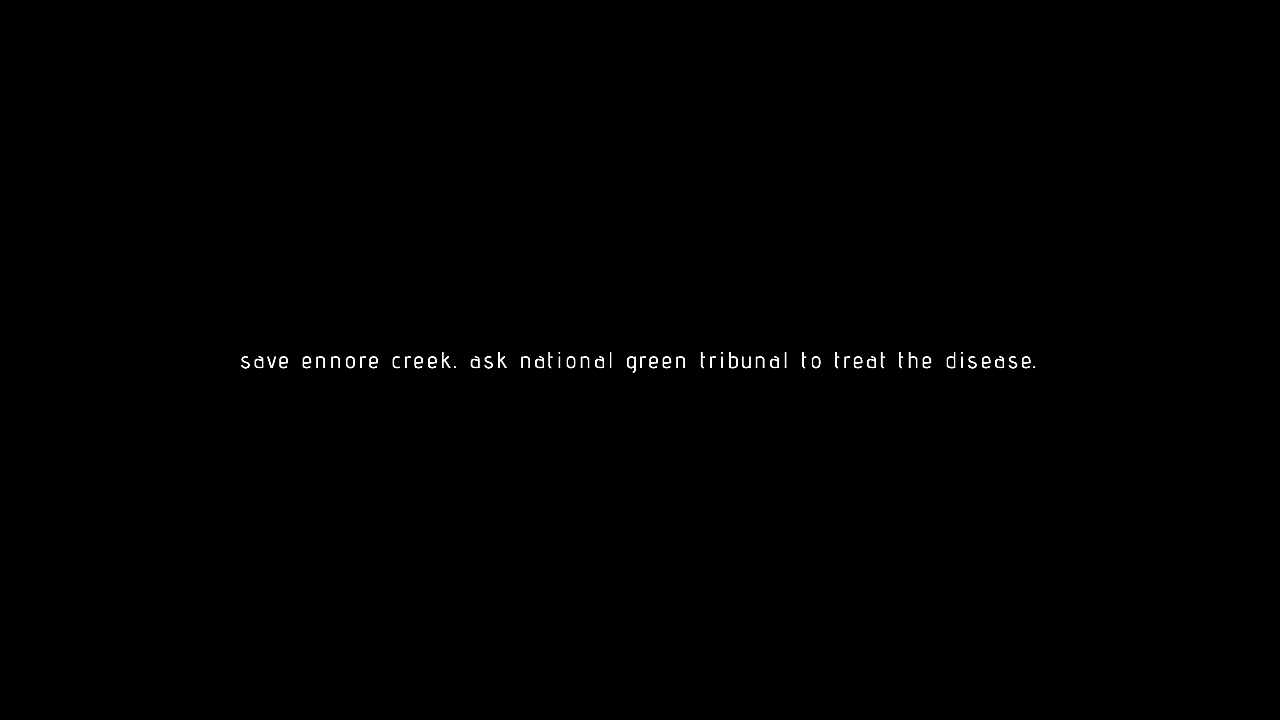 save ennore creek. ask national green tribunal to treat the disease.